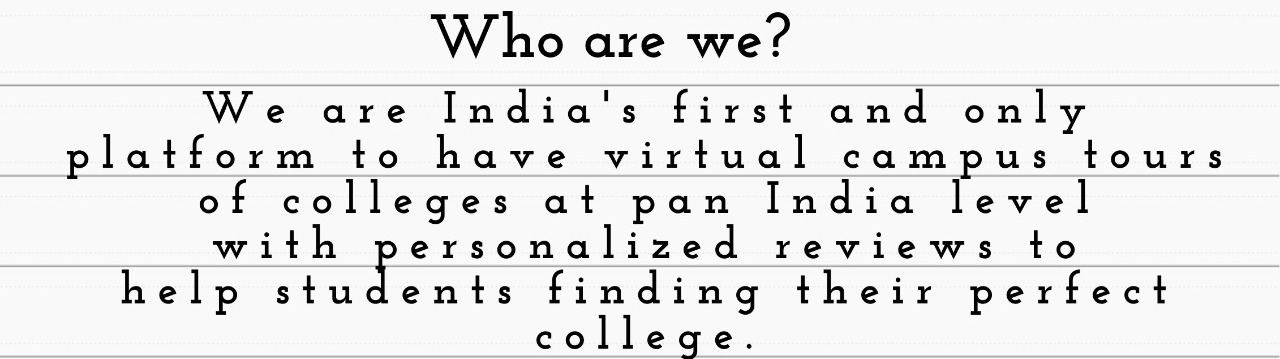 Who are we?
We are India's first and only
platform to have virtual campus tours
of colleges at pan India level
with personalized reviews to
help students finding their perfect
college.